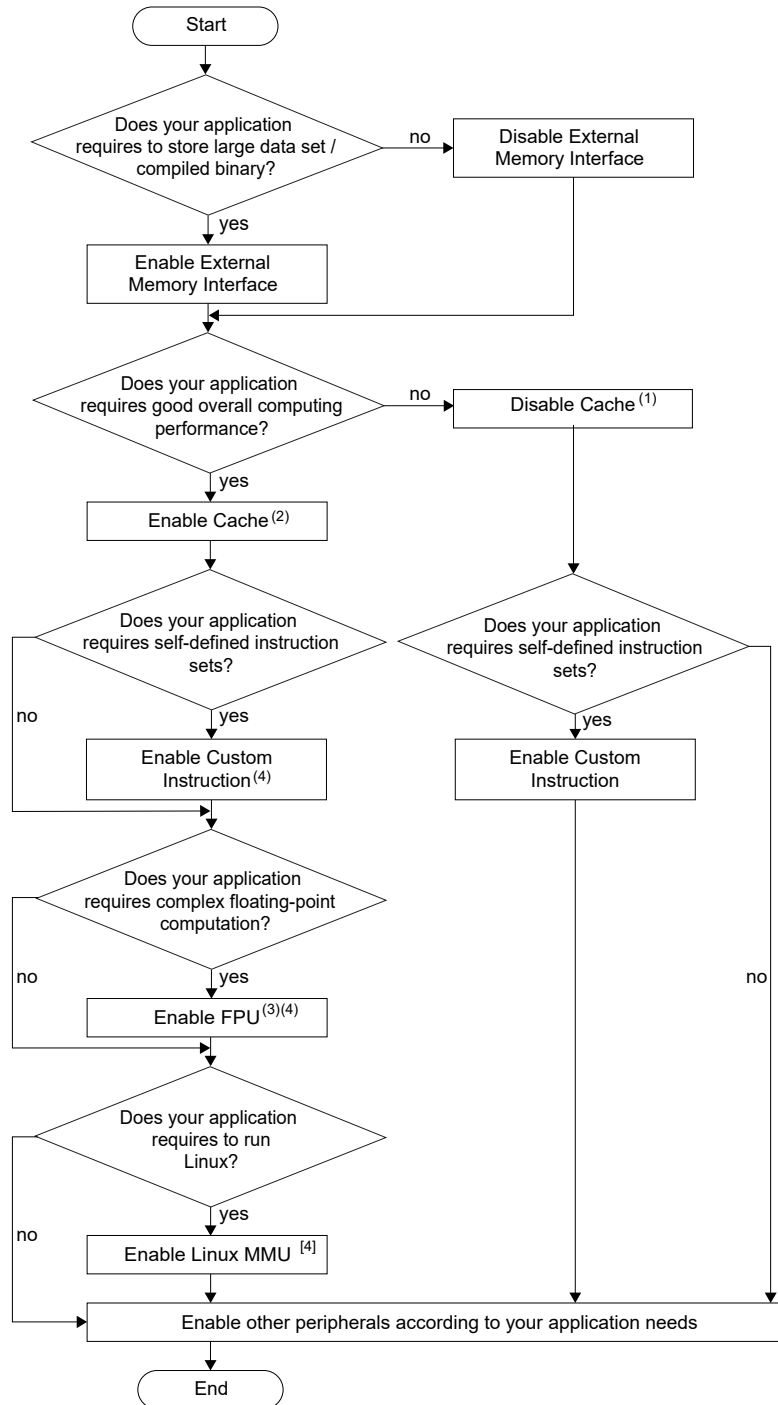 Start
Does your application
requires to store large data set /
compiled binary?
no
Disable External
Memory Interface
yes
Enable External
Memory Interface
Does your application
requires good overall computing
performance?
no
Disable Cache(1)
yes
Enable Cache(2)
Does your application
requires self-defined instruction
sets?
Does your application
requires self-defined instruction
sets?
no
yes
yes
Enable Custom
Instruction(4)
Enable Custom
Instruction
Does your application
requires complex floating-point
computation?
no
yes
no
Enable FPU(3)(4)
Does your application
requires to run
Linux?
no
yes
Enable Linux MMU [4]
Enable other peripherals according to your application needs
End